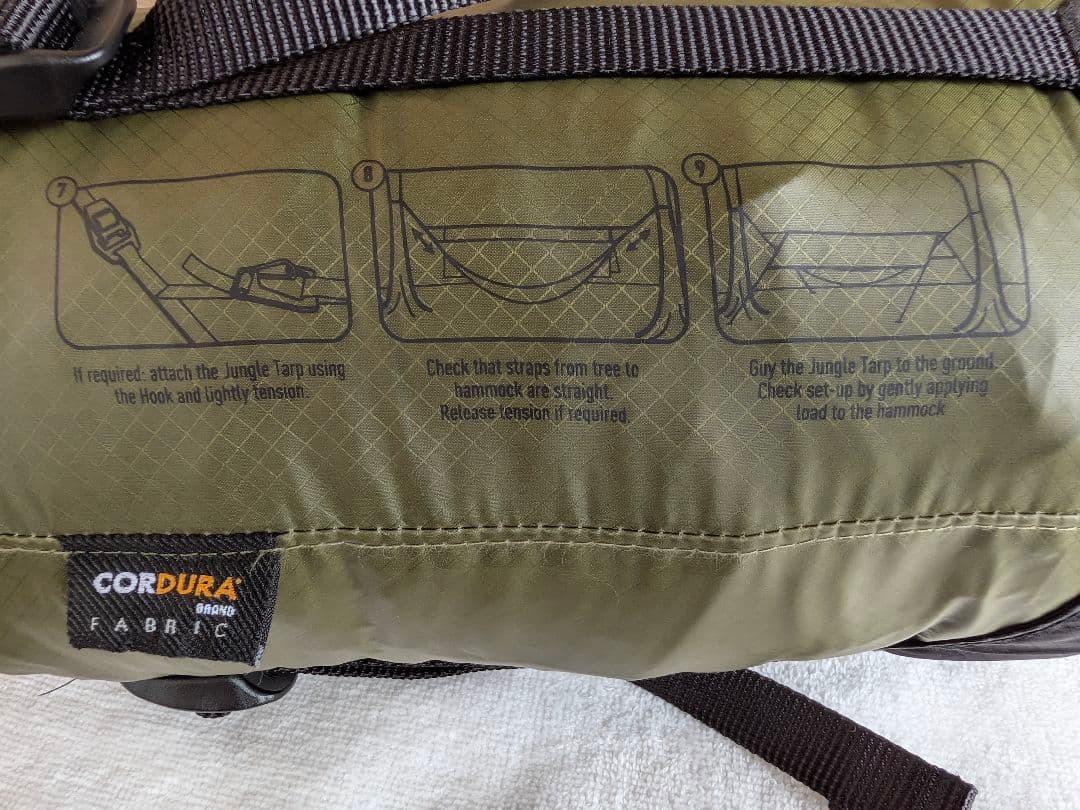 7
If required: attach the Jungle Tarp using
the Hook and lightly tension.
8
Check that straps from tree to
hammock are straight.
Release tension if required.
9
Guy the Jungle Tarp to the ground.
Check set-up by gently applying
load to the hammock
CORDURA
BRAND
FABRIC